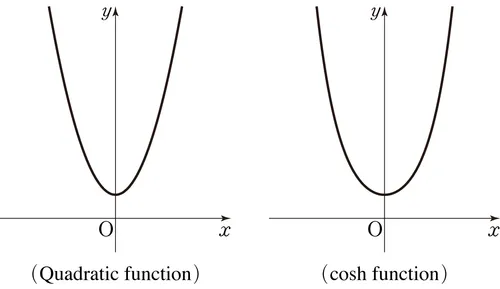 y
O
x
(Quadratic function)
y
O
x
(cosh function)